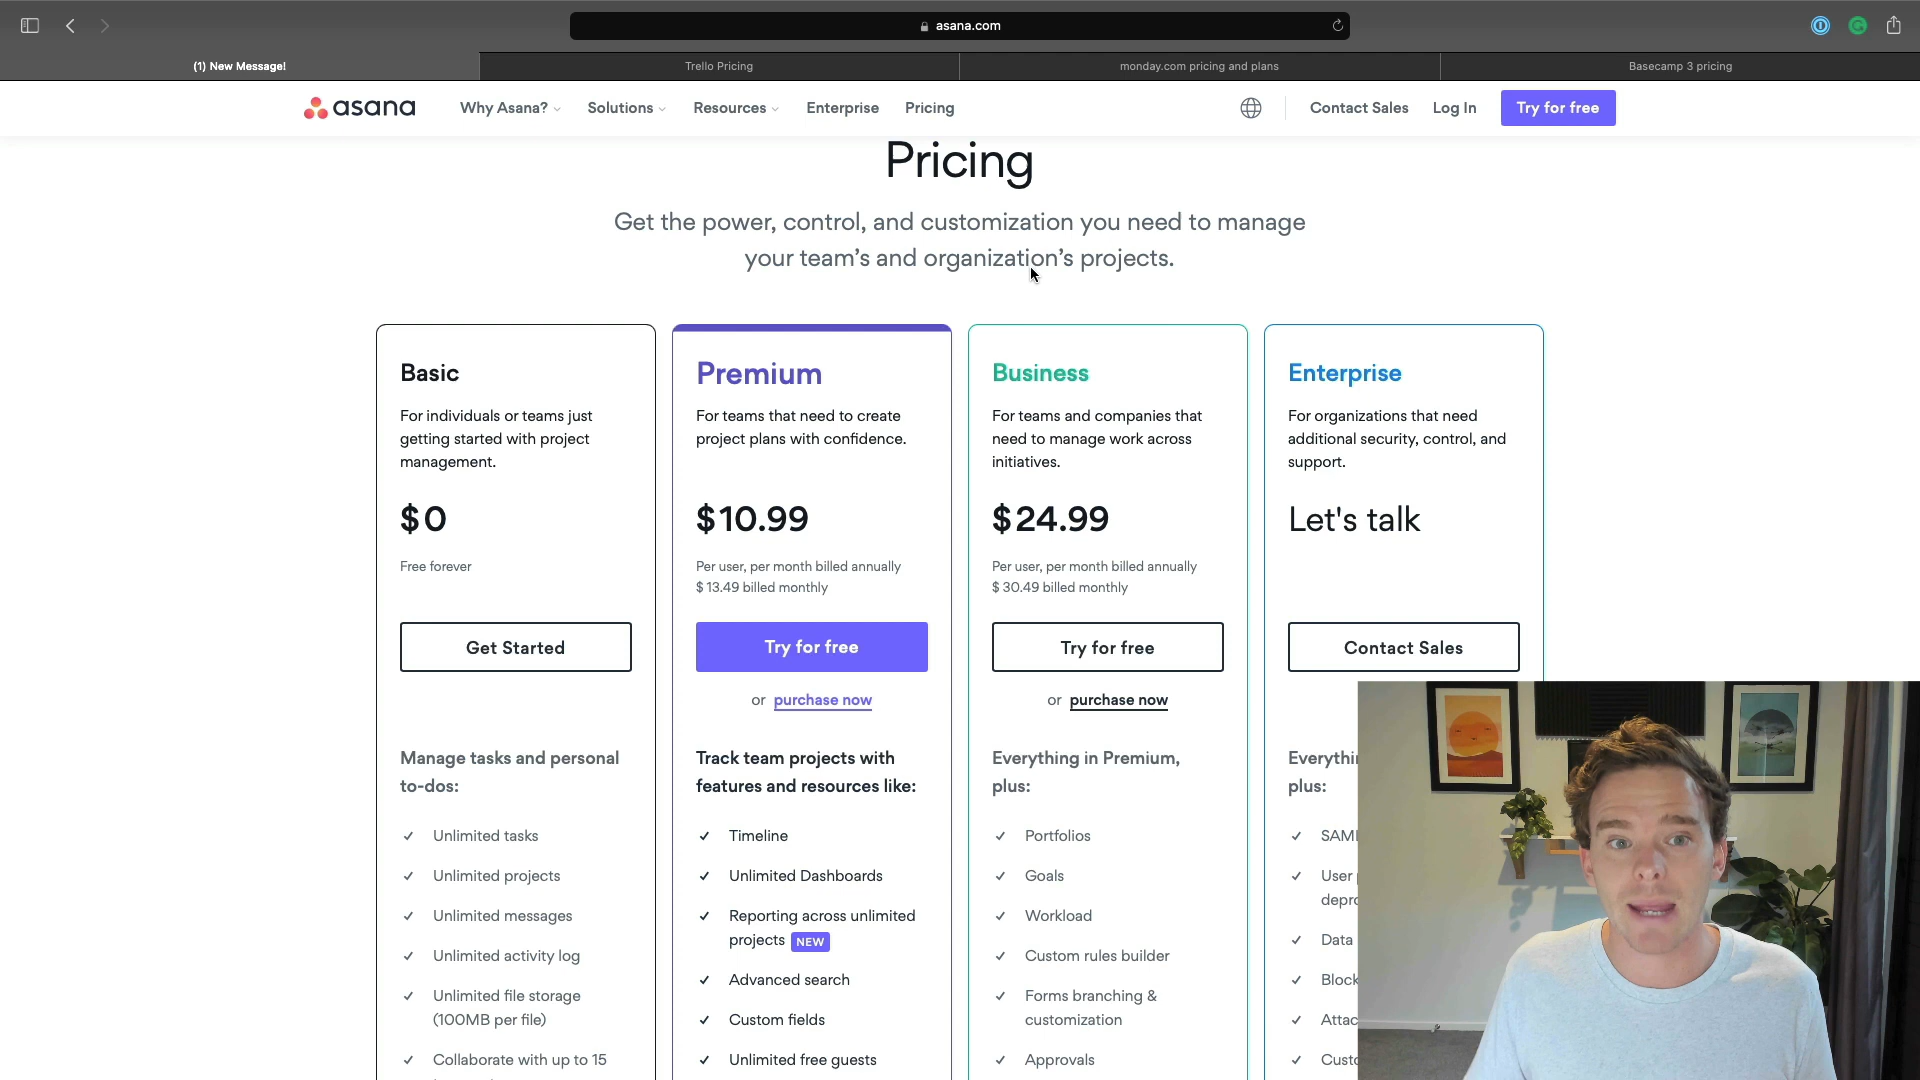 asana.com
(1) New Message!
Trello Pricing
monday.com pricing and plans
Basecamp 3 pricing
asana
Why Asana?
Solutions
Resources
Enterprise
Pricing
Contact Sales
Log In
Try for free
Pricing
Get the power, control, and customization you need to manage
your team’s and organization’s projects.
Basic
For individuals or teams just
getting started with project
management.
$0
Free forever
Get Started
Manage tasks and personal
to-dos:
Unlimited tasks
Unlimited projects
Unlimited messages
Unlimited activity log
Unlimited file storage
(100MB per file)
Collaborate with up to 15
Premium
For teams that need to create
project plans with confidence.
$10.99
Per user, per month billed annually
$ 13.49 billed monthly
Try for free
or purchase now
Track team projects with
features and resources like:
Timeline
Unlimited Dashboards
Reporting across unlimited
projects NEW
Advanced search
Custom fields
Unlimited free guests
Business
For teams and companies that
need to manage work across
initiatives.
$24.99
Per user, per month billed annually
$ 30.49 billed monthly
Try for free
or purchase now
Everything in Premium,
plus:
Portfolios
Goals
Workload
Custom rules builder
Forms branching &
customization
Approvals
Enterprise
For organizations that need
additional security, control, and
support.
Let's talk
Contact Sales
plus:
User
Data